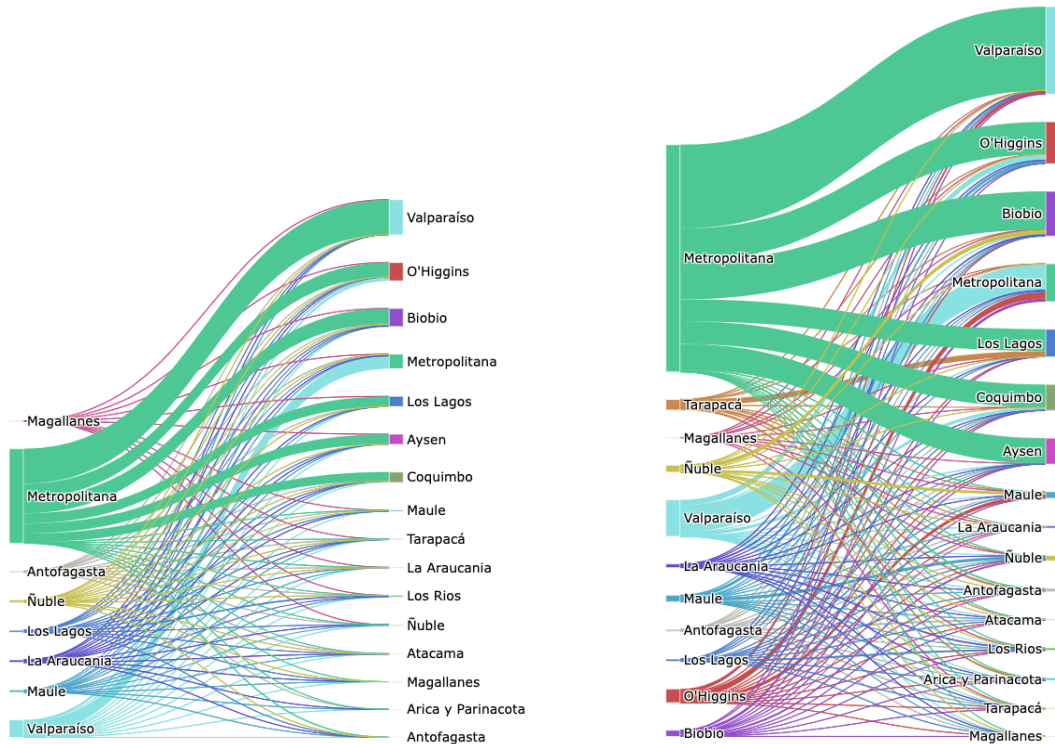 Magallanes
Metropolitana
Antofagasta
Ñuble
Los Lagos
La Araucania
Maule
Valparaíso
Valparaíso
O'Higgins
Biobio
Metropolitana
Los Lagos
Aysen
Coquimbo
Maule
Tarapacá
La Araucania
Los Rios
Ñuble
Atacama
Magallanes
Arica y Parinacota
Antofagasta
Metropolitana
Tarapacá
Magallanes
Ñuble
Valparaíso
La Araucania
Maule
Antofagasta
Los Lagos
O'Higgins
Biobio
Valparaíso
O'Higgins
Biobio
Metropolitana
Los Lagos
Coquimbo
Aysen
Maule
La Araucania
Ñuble
Antofagasta
Atacama
Los Rios
Arica y Parinacota
Tarapacá
Magallanes